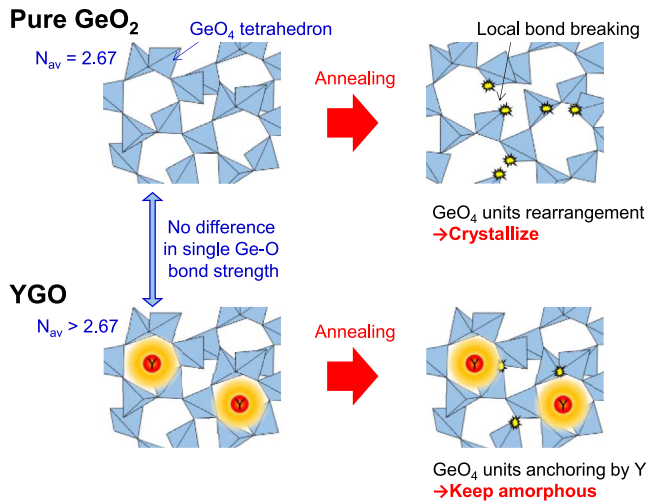 Pure GeO₂
GeO₄ tetrahedron
Nav = 2.67
Local bond breaking
Annealing
GeO₄ units rearrangement
→Crystallize
No difference
in single Ge-O
bond strength
YGO
Nav > 2.67
Annealing
Y
Y
Y
Y
GeO₄ units anchoring by Y
→Keep amorphous